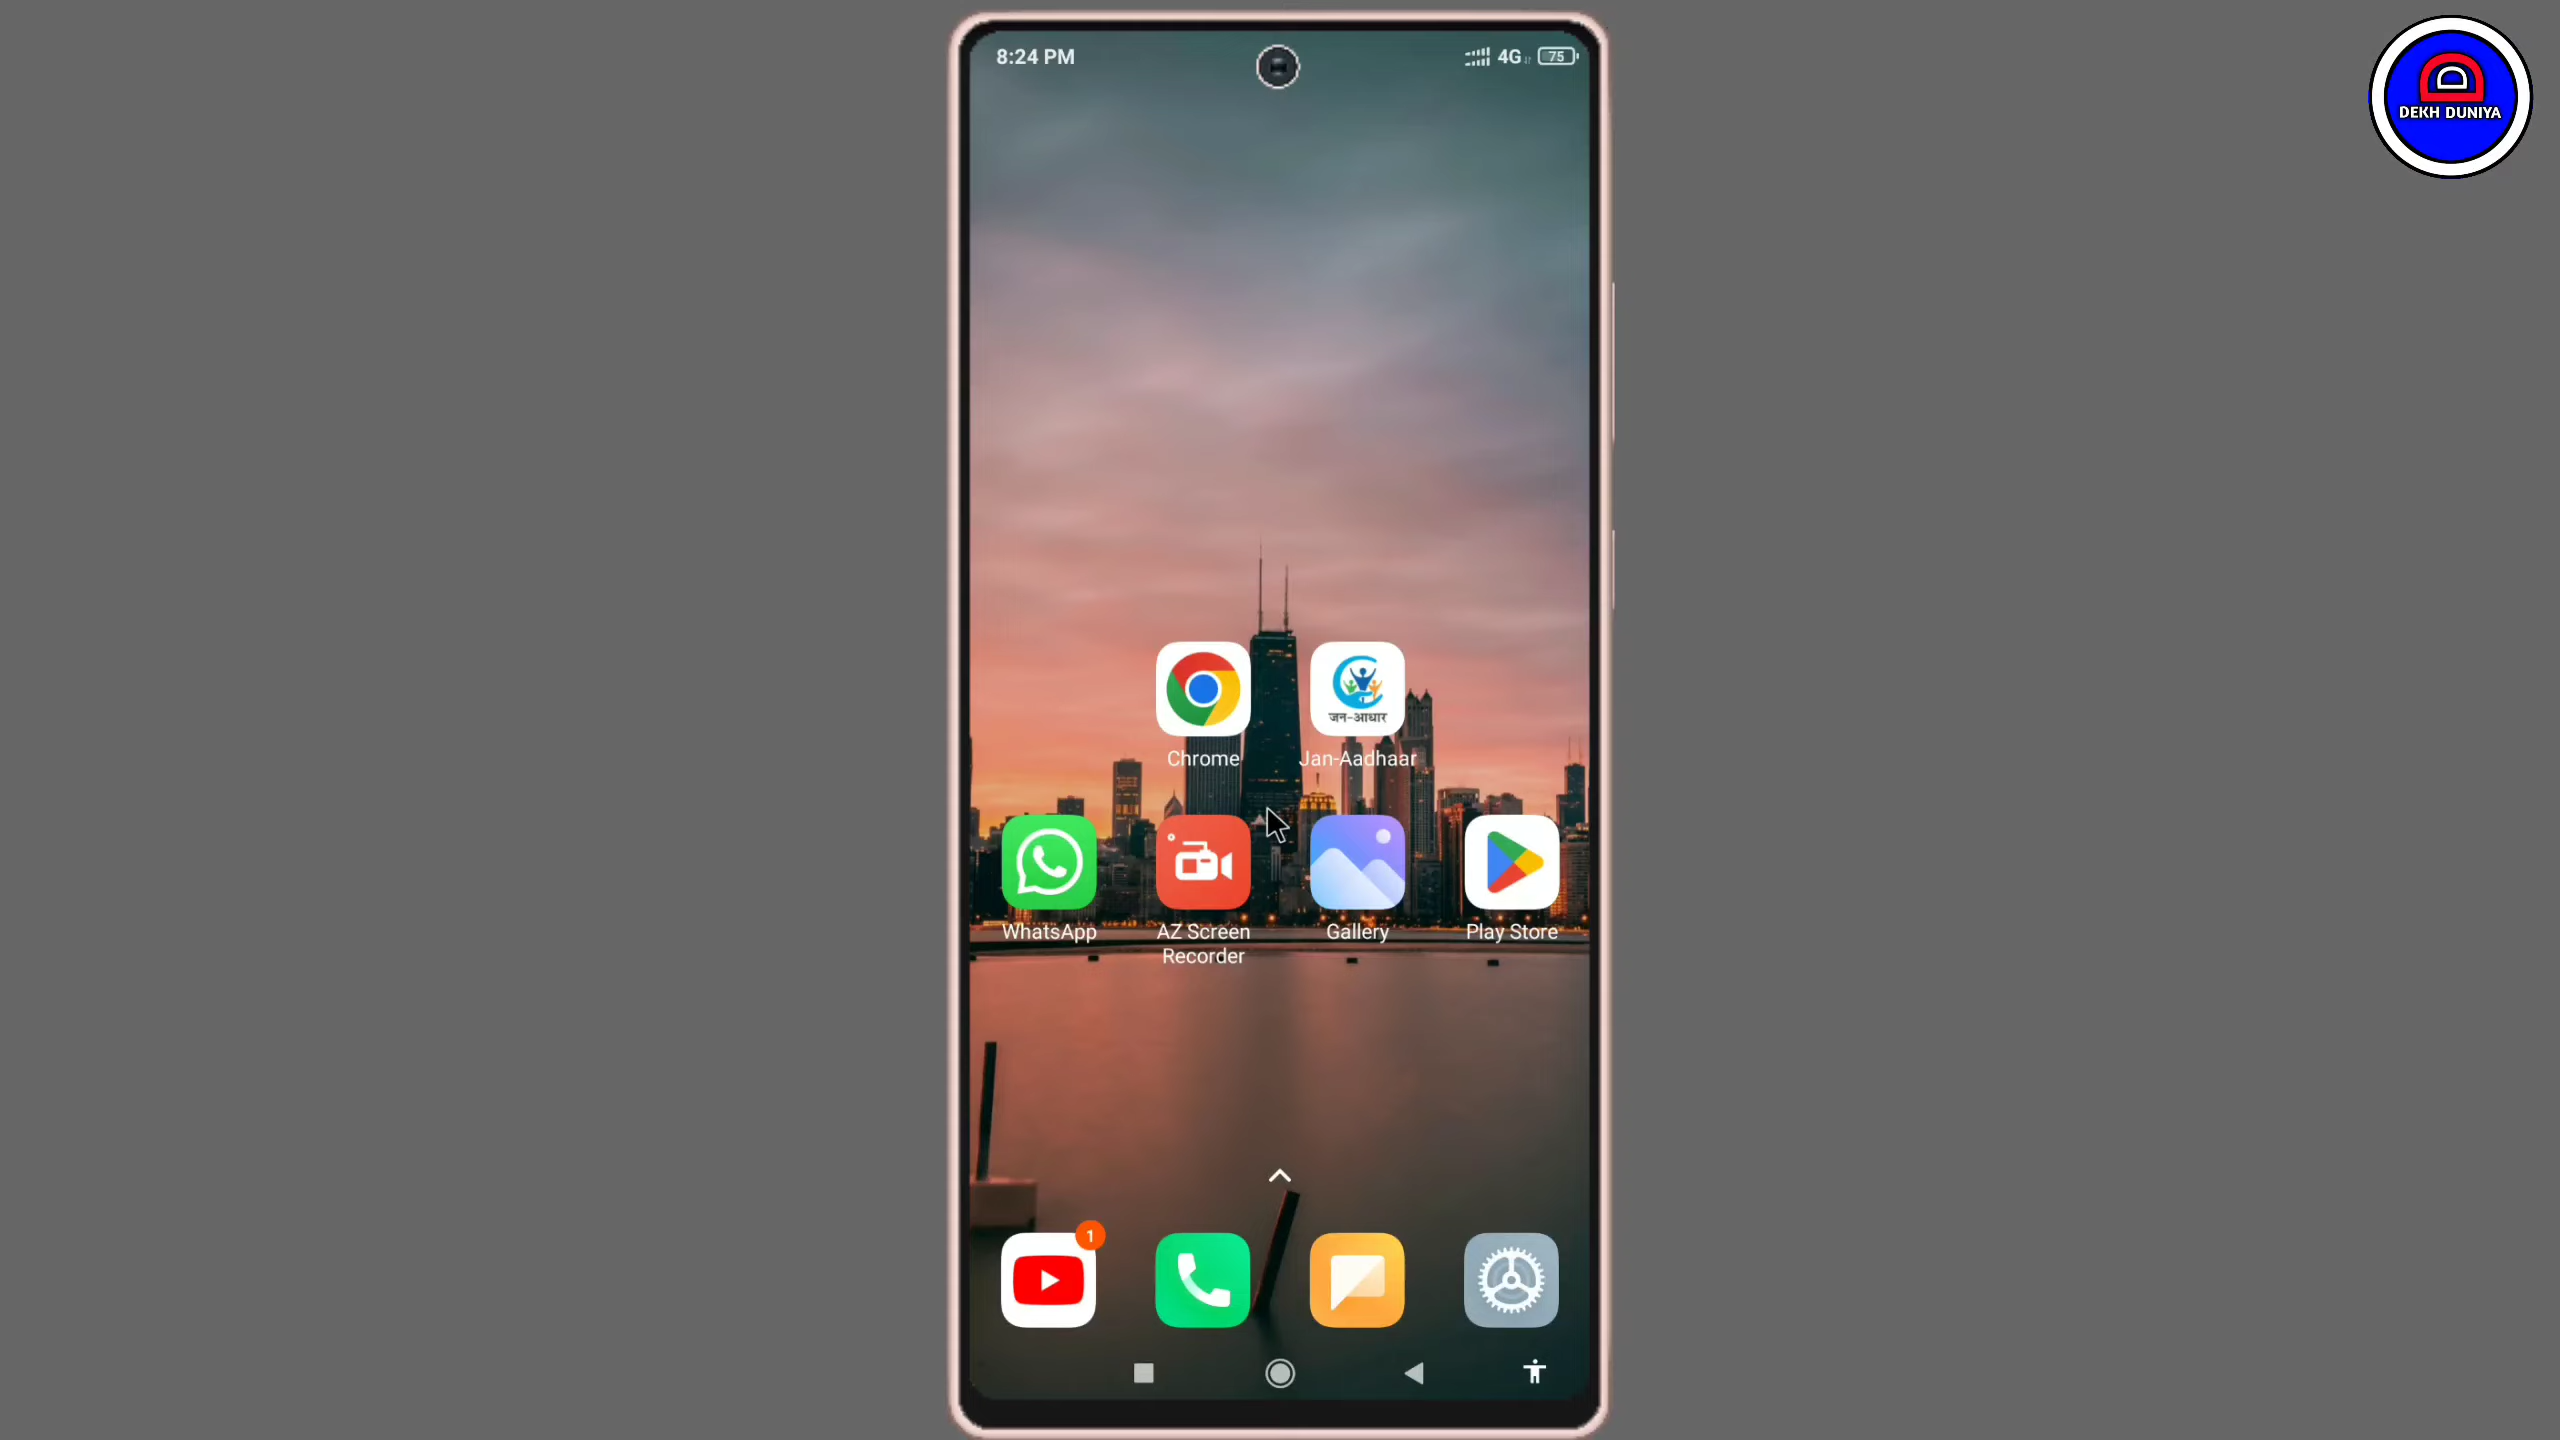 8:24 PM
4G
75
DEKH DUNIYA
जन-आधार
Chrome
Jan-Aadhaar
WhatsApp
AZ Screen
Recorder
Gallery
Play Store
1